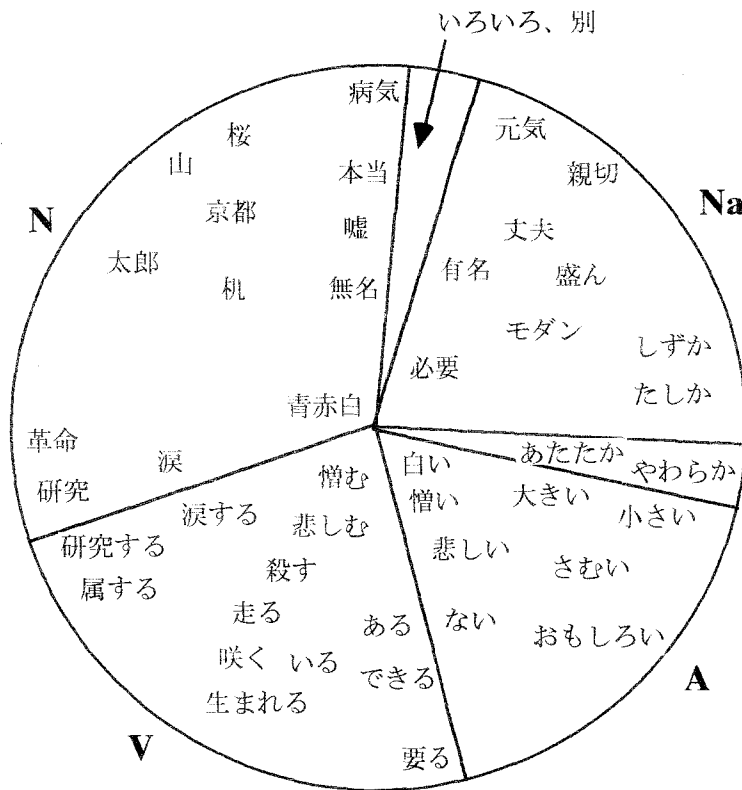 いろいろ、別
N
病気
桜
山
本当
京都
嘘
太郎
机
無名
青赤白
革命
涙
研究
Na
元気
親切
丈夫
有名
盛ん
モダン
しずか
必要
たしか
あたたか
やわらか
A
白い
憎い
大きい
小さい
悲しい
さむい
ない
おもしろい
V
憎む
涙する
悲しむ
研究する
殺す
属する
走る
ある
咲く
いる
できる
生まれる
要る